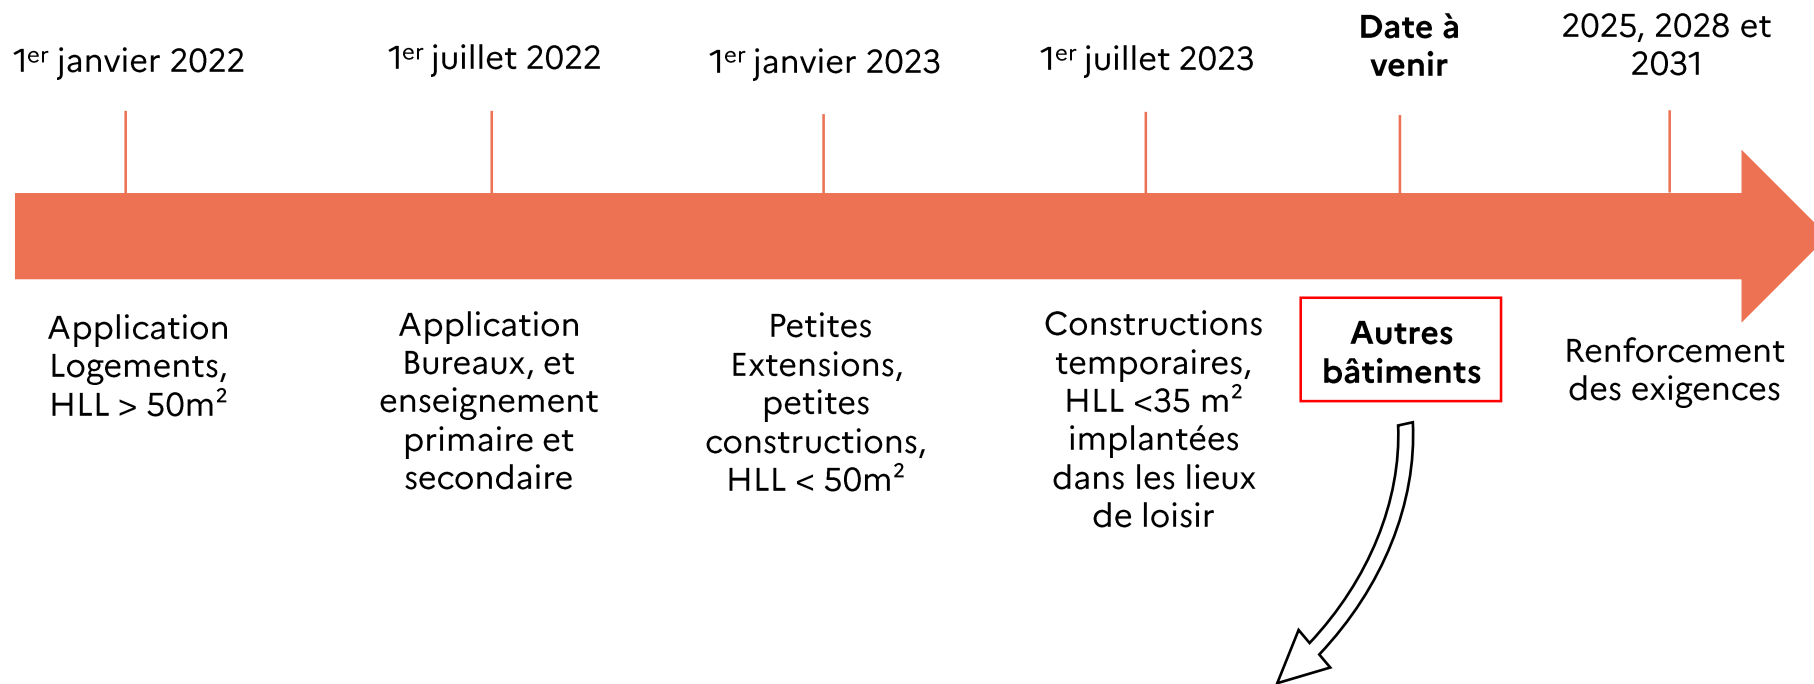 1er janvier 2022
1er juillet 2022
1er janvier 2023
1er juillet 2023
Date à
venir
2025, 2028 et
2031
Application
Logements,
HLL > 50m²
Application
Bureaux, et
enseignement
primaire et
secondaire
Petites
Extensions,
petites
constructions,
HLL < 50m²
Constructions
temporaires,
HLL <35 m²
implantées
dans les lieux
de loisir
Autres
bâtiments
Renforcement
des exigences